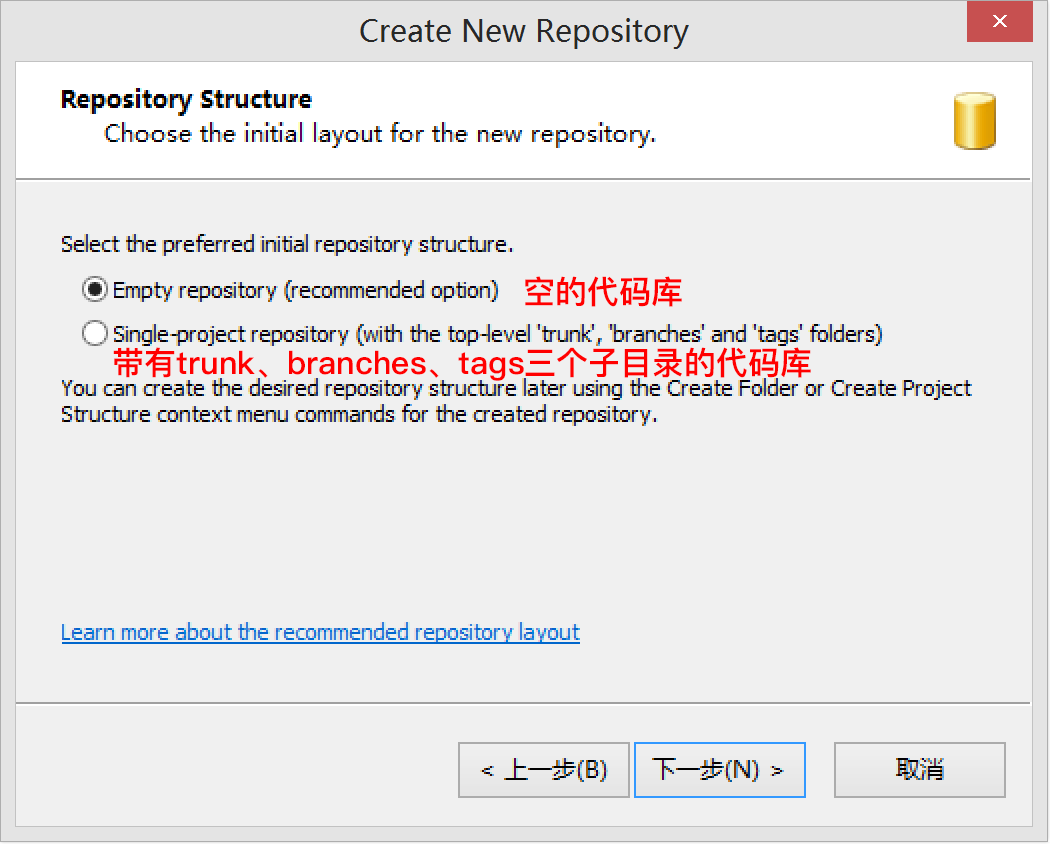 Create New Repository
Repository Structure
Choose the initial layout for the new repository.
Select the preferred initial repository structure.
Empty repository (recommended option) 空的代码库
Single-project repository (with the top-level 'trunk', 'branches' and 'tags' folders)
带有trunk、branches、tags三个子目录的代码库
You can create the desired repository structure later using the Create Folder or Create Project
Structure context menu commands for the created repository.
Learn more about the recommended repository layout
< 上一步(B) 下一步(N) > 取消